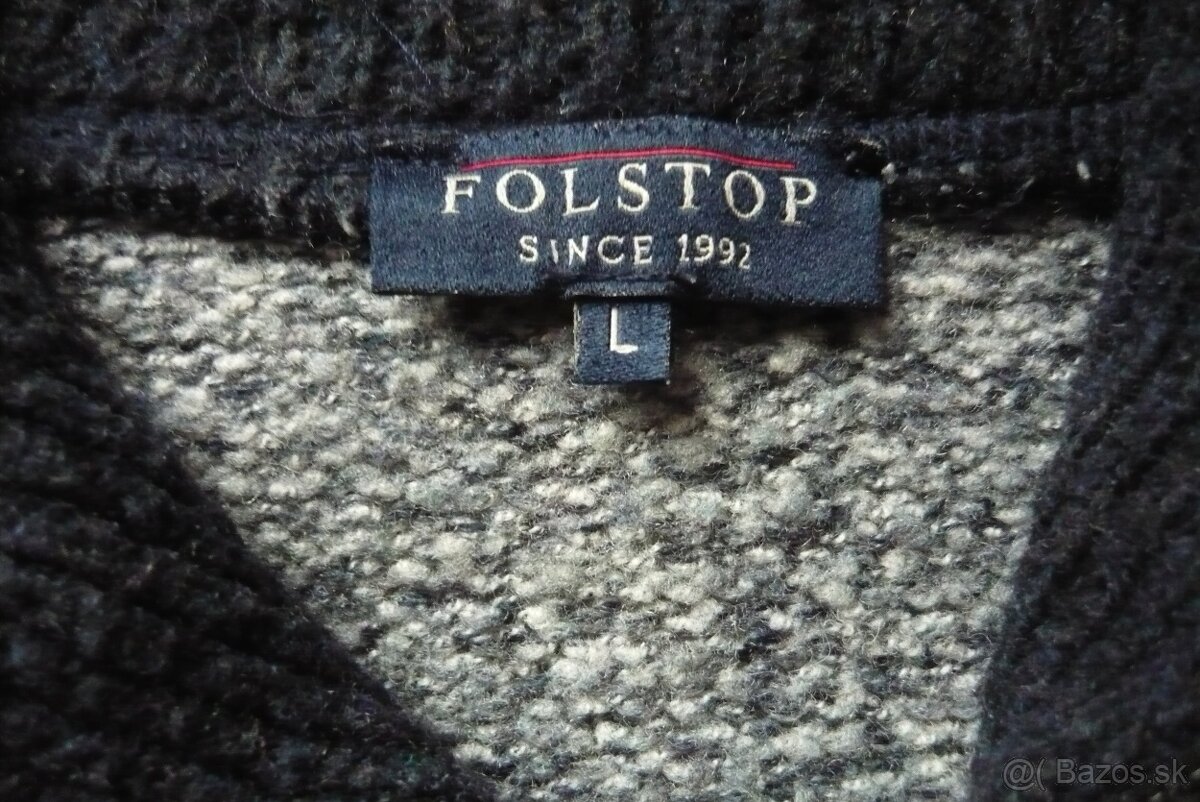 FOLSTOP
SINCE 1992
L
@( Bazos.sk